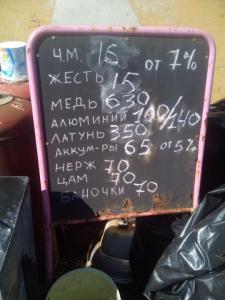 Ч.М. 16 от 7%
ЖЕСТЬ 15
МЕДЬ 630
АЛЮМИНИЙ 100/140
ЛАТУНЬ 350
АККУМ-РЫ 65 от 5%
НЕРЖ 70
ЦАМ 70
БАНОЧКИ 70